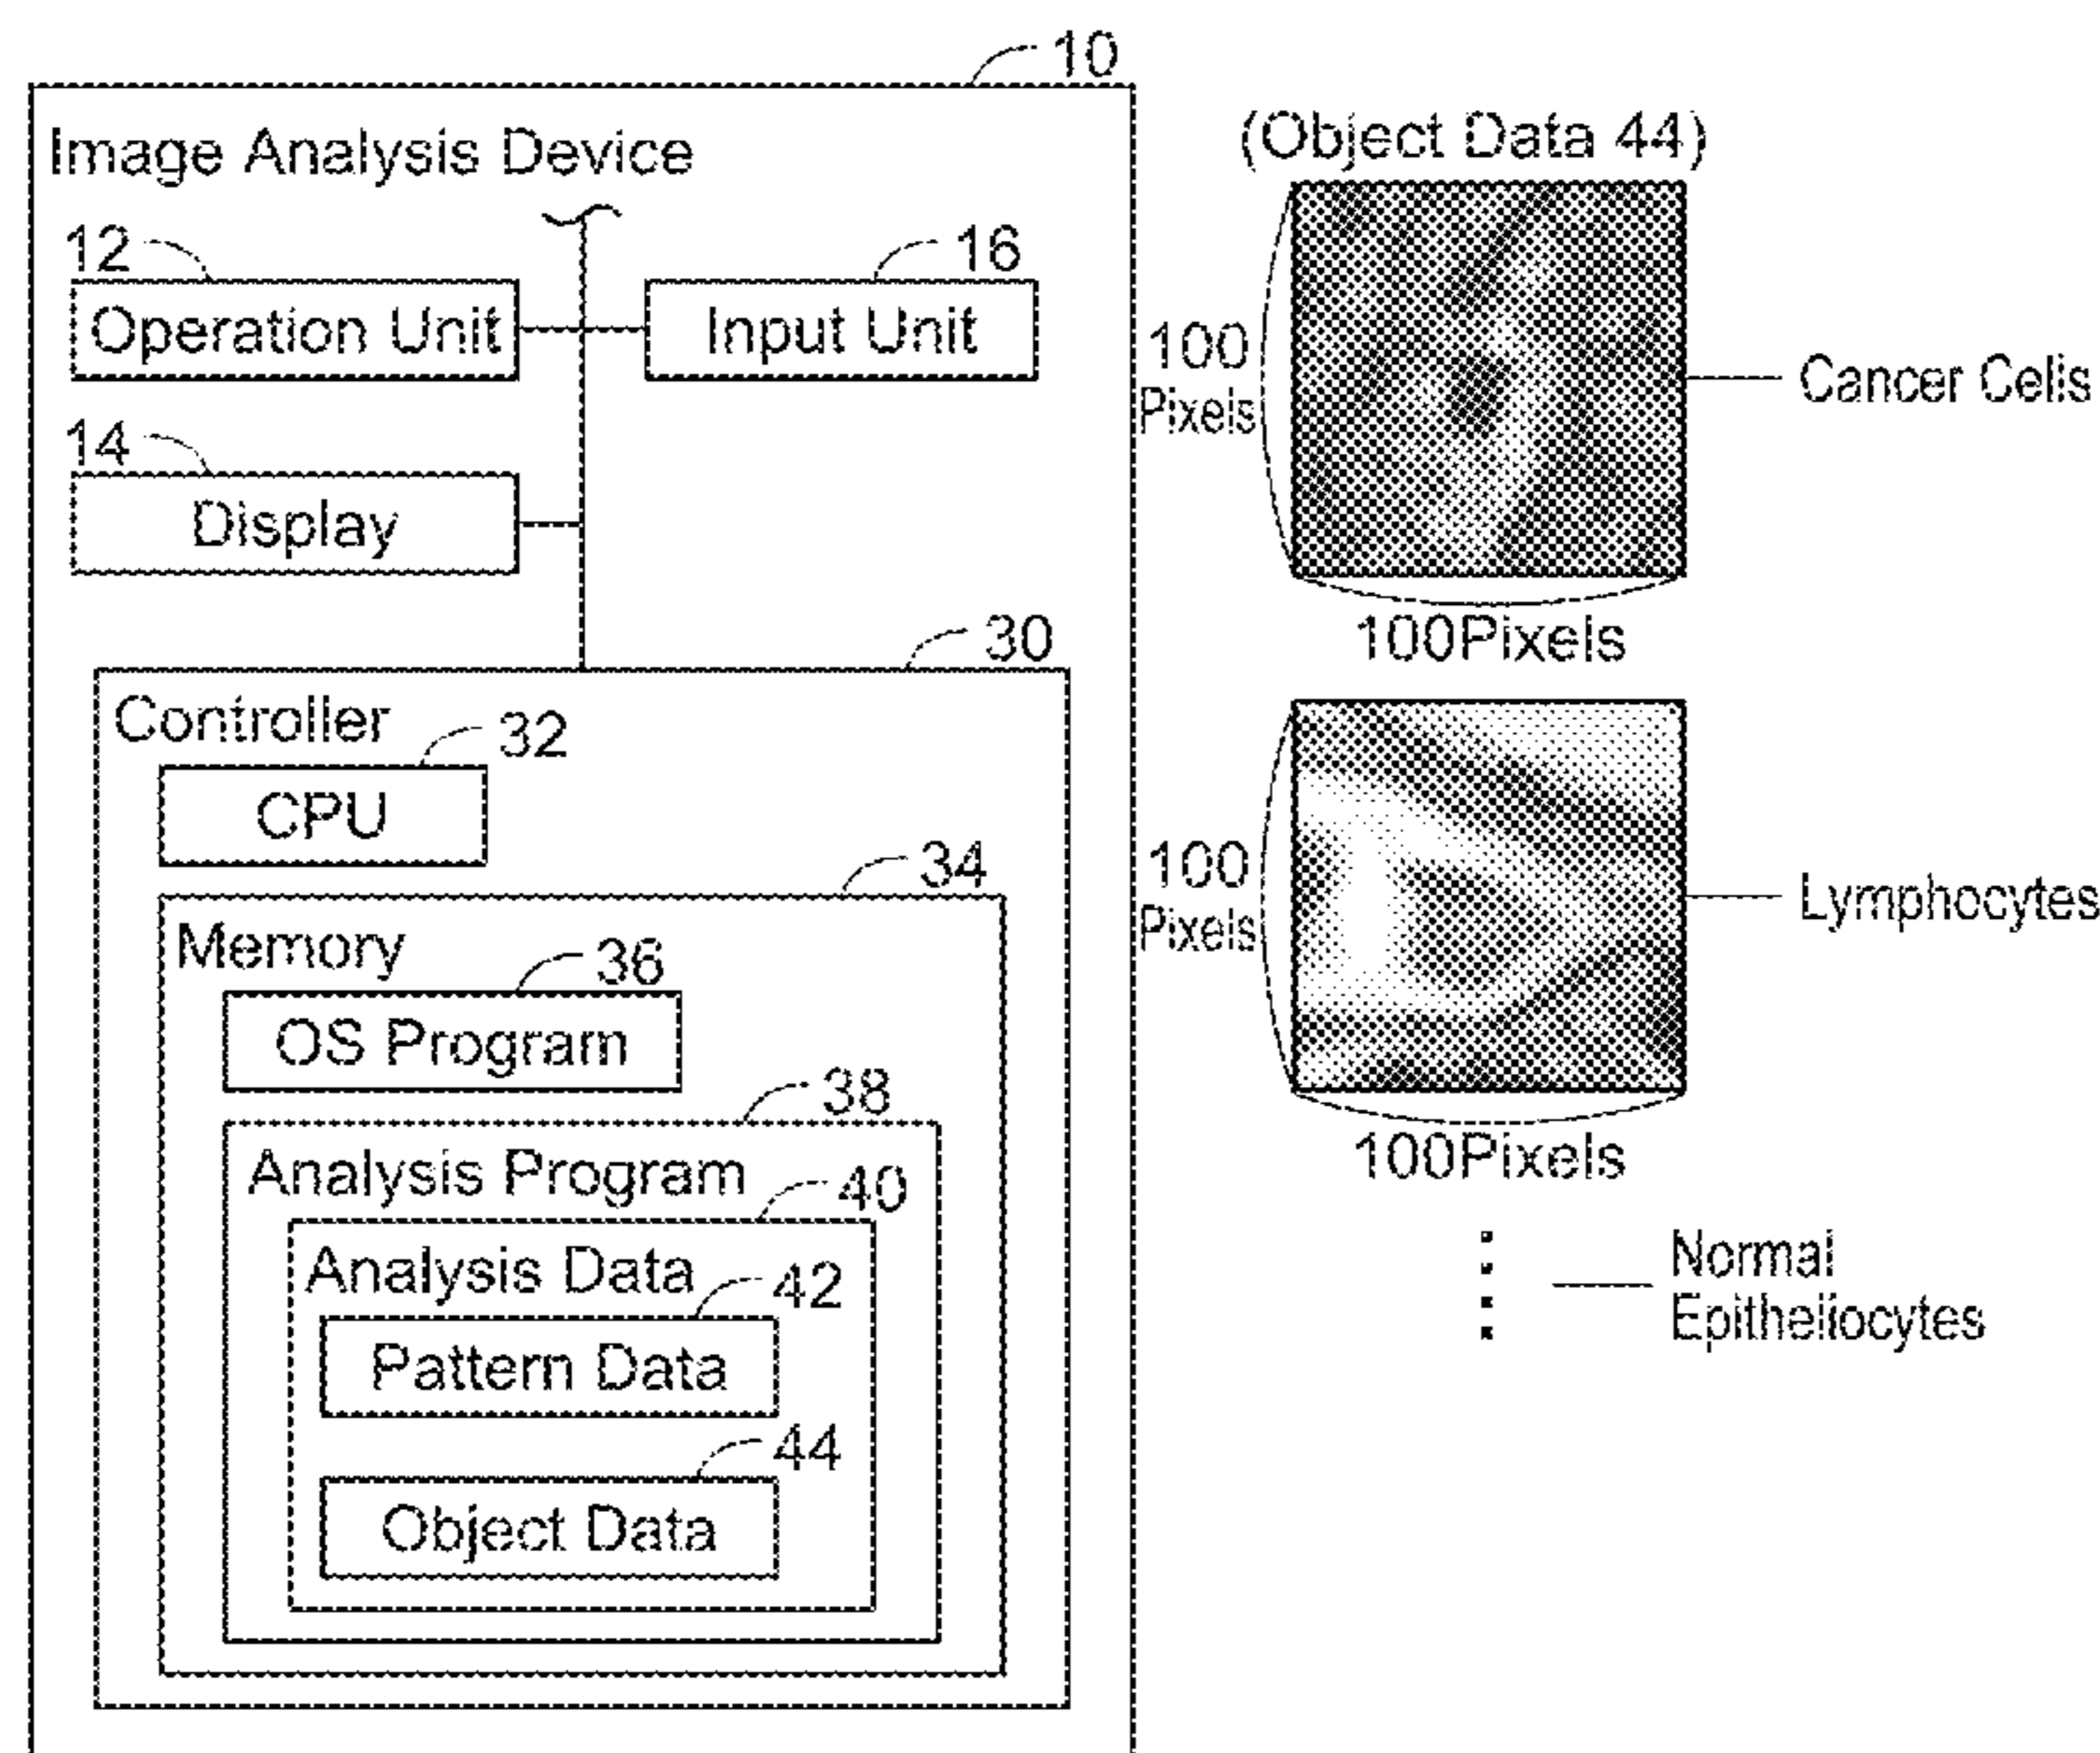 10
Image Analysis Device
12
16
Operation Unit
Input Unit
14
Display
30
Controller
32
CPU
34
Memory
36
OS Program
38
Analysis Program
40
Analysis Data
42
Pattern Data
44
Object Data
(Object Data 44)
100
Pixels
Cancer Cells
100Pixels
100
Pixels
Lymphocytes
100Pixels
Normal
Epitheliocytes